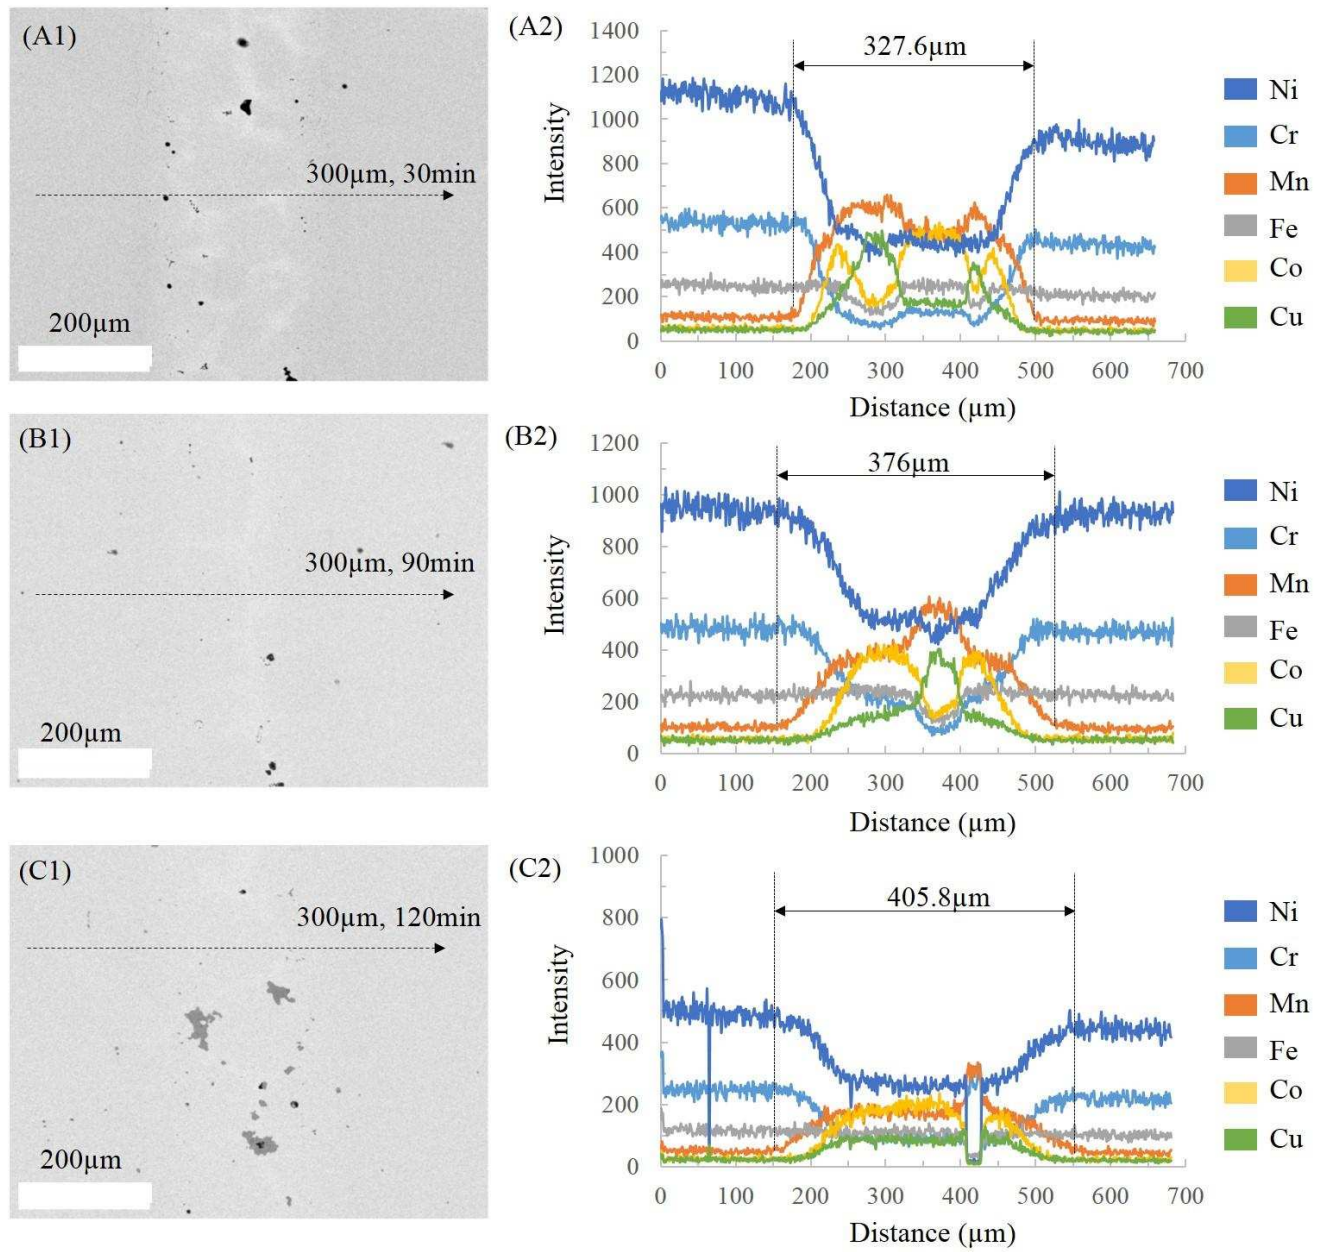 (A1)
300µm, 30min
200µm
(A2)
327.6µm
Intensity
1400
1200
1000
800
600
400
200
0
0 100 200 300 400 500 600 700
Distance (µm)
Ni
Cr
Mn
Fe
Co
Cu
(B1)
300µm, 90min
200µm
(B2)
376µm
Intensity
1200
1000
800
600
400
200
0
0 100 200 300 400 500 600 700
Distance (µm)
Ni
Cr
Mn
Fe
Co
Cu
(C1)
300µm, 120min
200µm
(C2)
405.8µm
Intensity
1000
800
600
400
200
0
0 100 200 300 400 500 600 700
Distance (µm)
Ni
Cr
Mn
Fe
Co
Cu